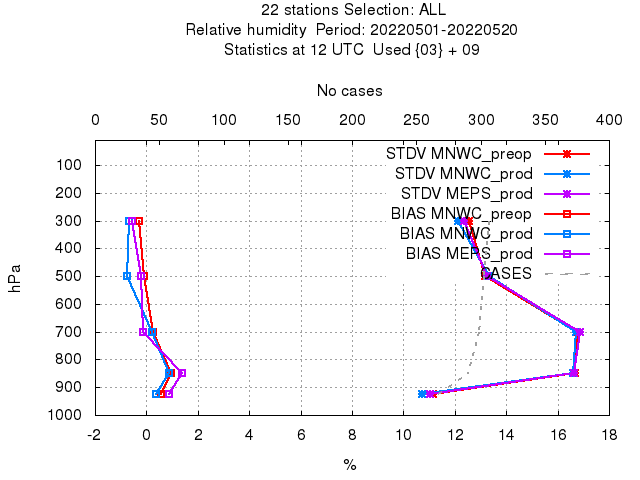 22 stations Selection: ALL
Relative humidity Period: 20220501-20220520
Statistics at 12 UTC Used {03} + 09
No cases
0 50 100 150 200 250 300 350 400
STDV MNWC_preop
STDV MNWC_prod
STDV MEPS_prod
BIAS MNWC_preop
BIAS MNWC_prod
BIAS MEPS_prod
CASES
100
200
300
400
500
600
700
800
900
1000
hPa
-2 0 2 4 6 8 10 12 14 16 18
%